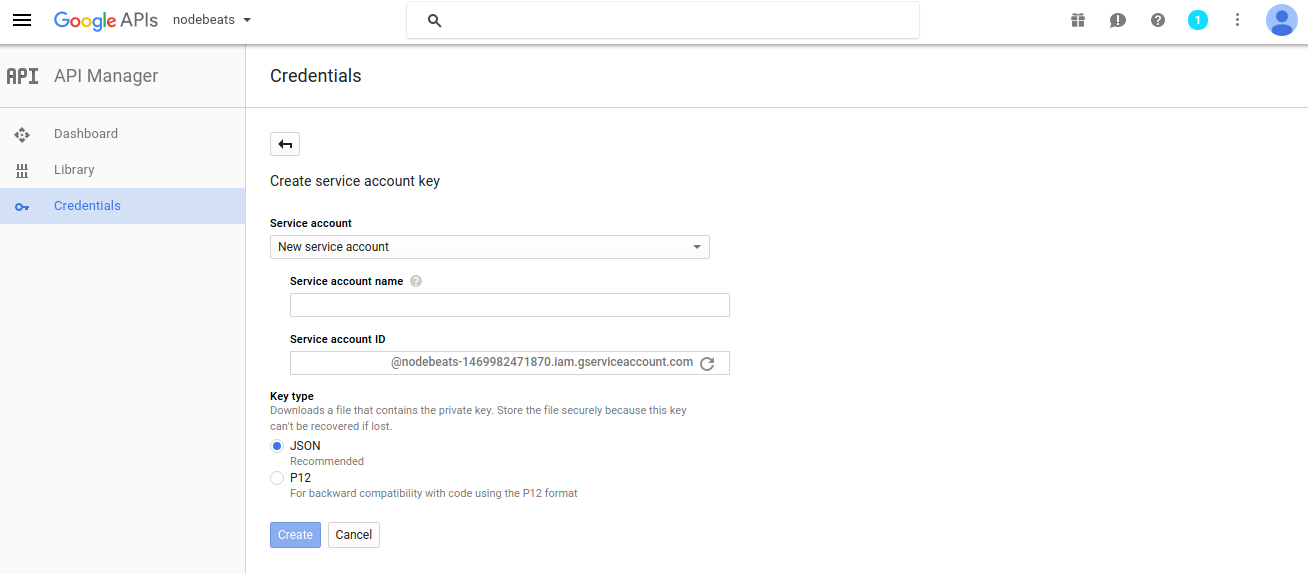 Google APIs nodebeats
1
API API Manager
Credentials
Dashboard
Library
Credentials
Create service account key
Service account
New service account
Service account name ?
Service account ID
@nodebeats-1469982471870.iam.gserviceaccount.com
Key type
Downloads a file that contains the private key. Store the file securely because this key
can't be recovered if lost.
JSON
Recommended
P12
For backward compatibility with code using the P12 format
Create Cancel